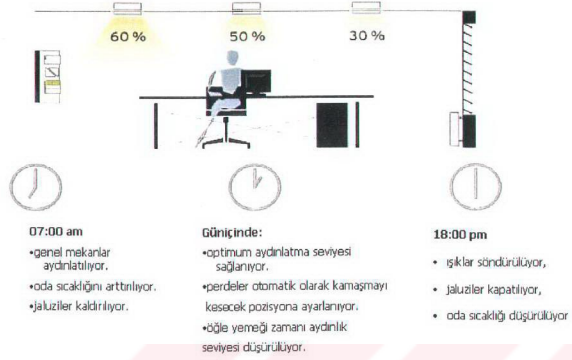 60 %
50 %
30 %
07:00 am
•genel mekanlar
aydınlatılıyor.
•oda sıcaklığını arttırılıyor.
•jaluziler kaldırılıyor.
Güniçinde:
•optimum aydınlatma seviyesi
sağlanıyor.
•perdeler otomatik olarak kamaşmayı
kesecek pozisyona ayarlanıyor.
•öğle yemeği zamanı aydınlık
seviyesi düşürülüyor.
18:00 pm
• ışıklar söndürülüyor,
• jaluziler kapatılıyor,
• oda sıcaklığı düşürülüyor